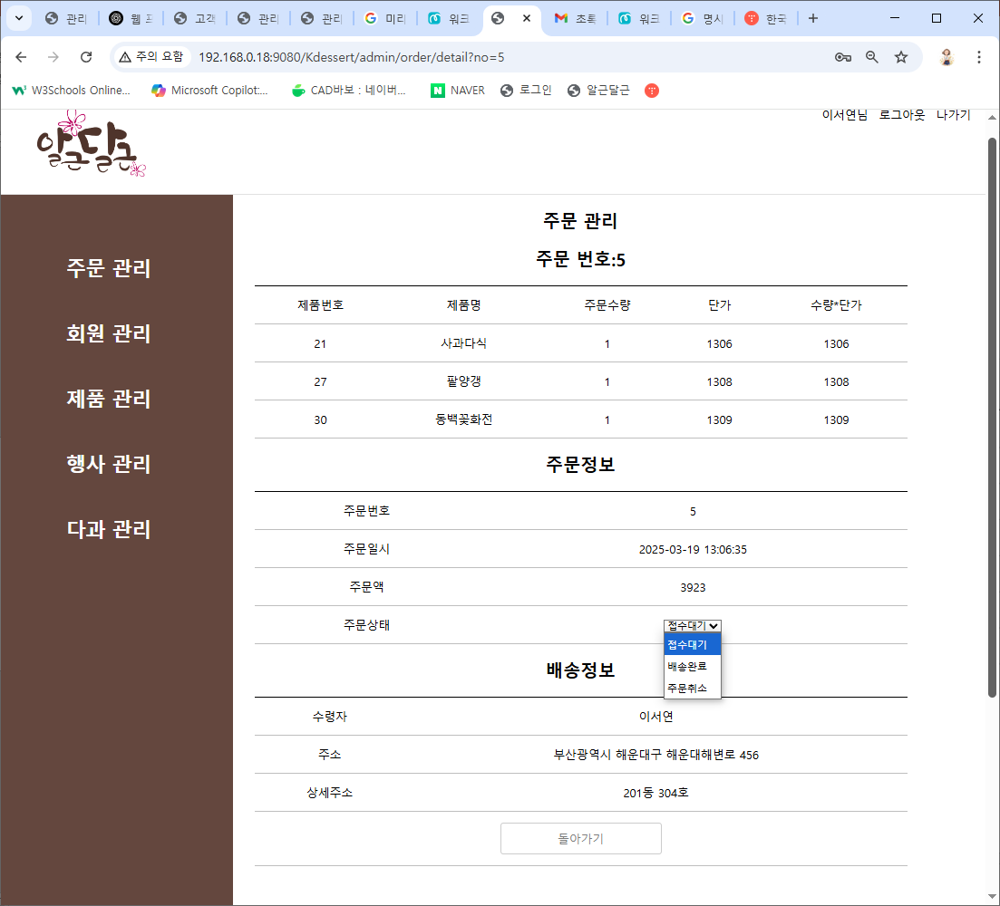 관리 웹 프 고객 관리 관리 미리 워크 초록 워크 명시 한국
주의 요함 192.168.0.18:9080/Kdessert/admin/order/detail?no=5
W3Schools Online... Microsoft Copilot:... CAD바보 : 네이버... NAVER 로그인 알근달근
알근달근
이서연님 로그아웃 나가기
주문 관리
회원 관리
제품 관리
행사 관리
다과 관리
주문 관리
주문 번호:5
제품번호 제품명 주문수량 단가 수량*단가
21 사과다식 1 1306 1306
27 팥양갱 1 1308 1308
30 동백꽃화전 1 1309 1309
주문정보
주문번호 5
주문일시 2025-03-19 13:06:35
주문액 3923
주문상태 접수대기
접수대기
배송완료
주문취소
배송정보
수령자 이서연
주소 부산광역시 해운대구 해운대해변로 456
상세주소 201동 304호
돌아가기